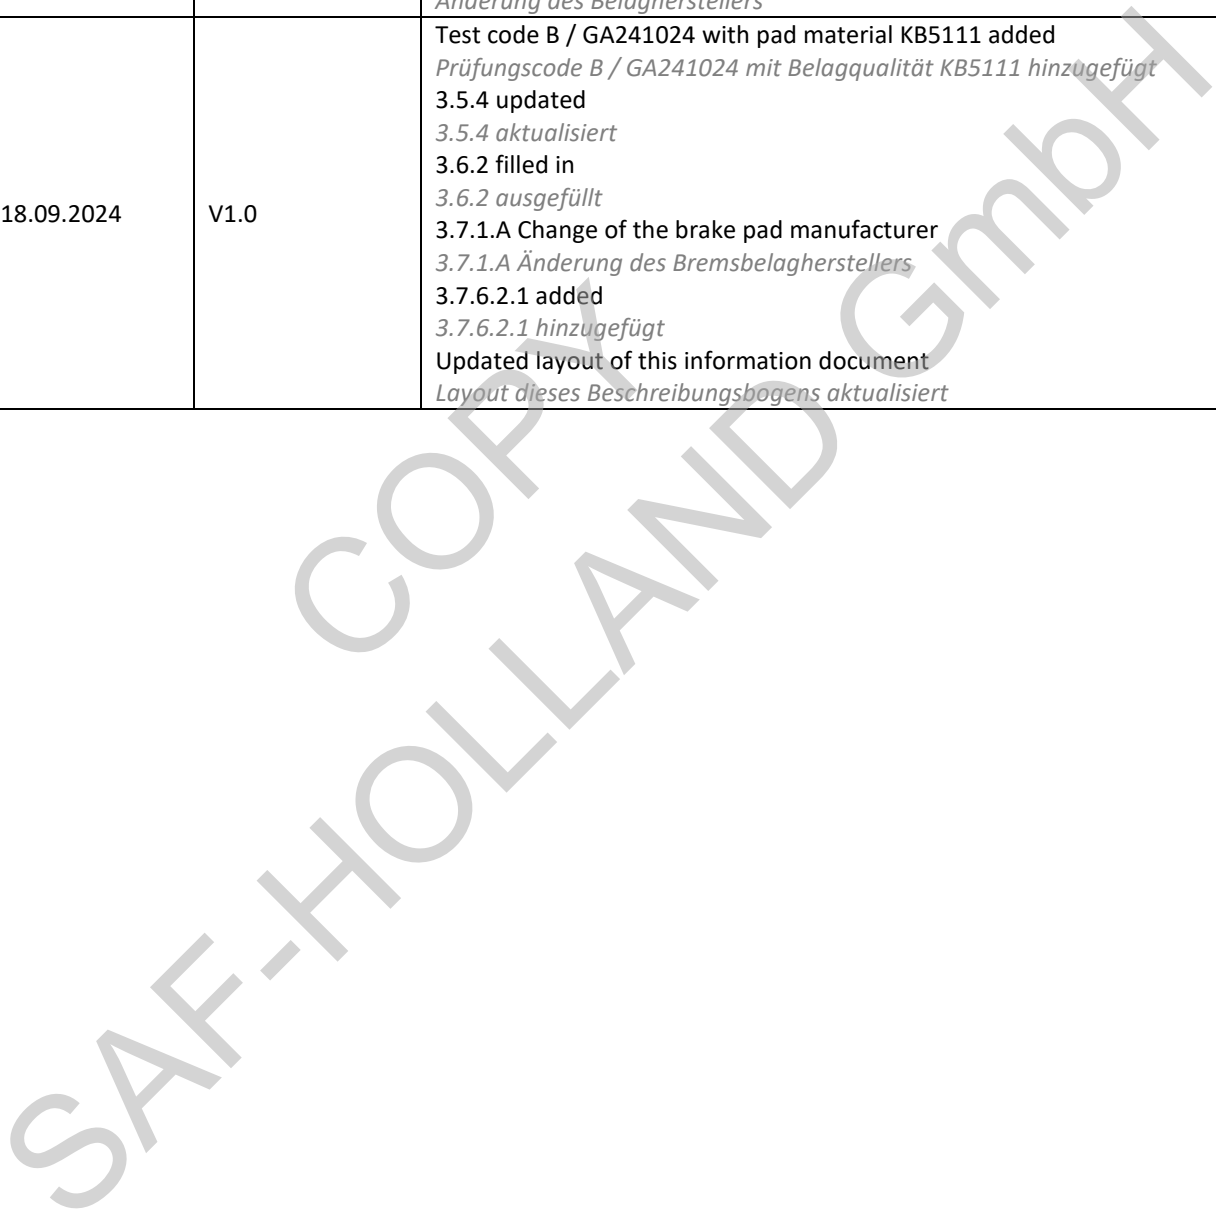 Änderung des Belagherstellers
18.09.2024
V1.0
Test code B / GA241024 with pad material KB5111 added
Prüfungscode B / GA241024 mit Belagqualität KB5111 hinzugefügt
3.5.4 updated
3.5.4 aktualisiert
3.6.2 filled in
3.6.2 ausgefüllt
3.7.1.A Change of the brake pad manufacturer
3.7.1.A Änderung des Bremsbelagherstellers
3.7.6.2.1 added
3.7.6.2.1 hinzugefügt
Updated layout of this information document
Layout dieses Beschreibungsbogens aktualisiert
COPY
SAF-HOLLAND GmbH